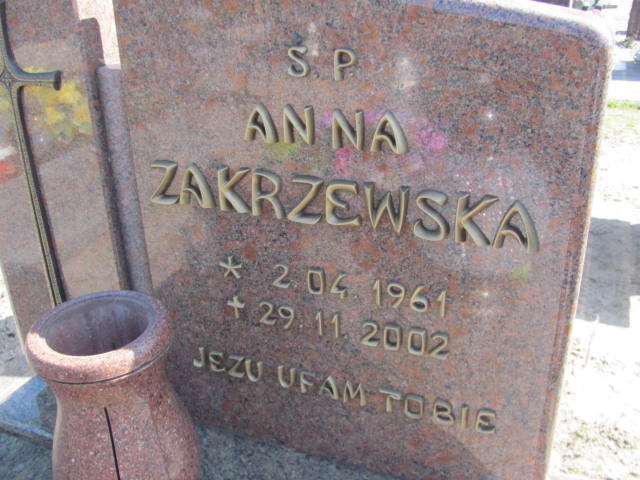 Ś. P.
ANNA
ZAKRZEWSKA
* 2. 04 1961
+ 29. 11. 2002
JEZU UFAM TOBIE